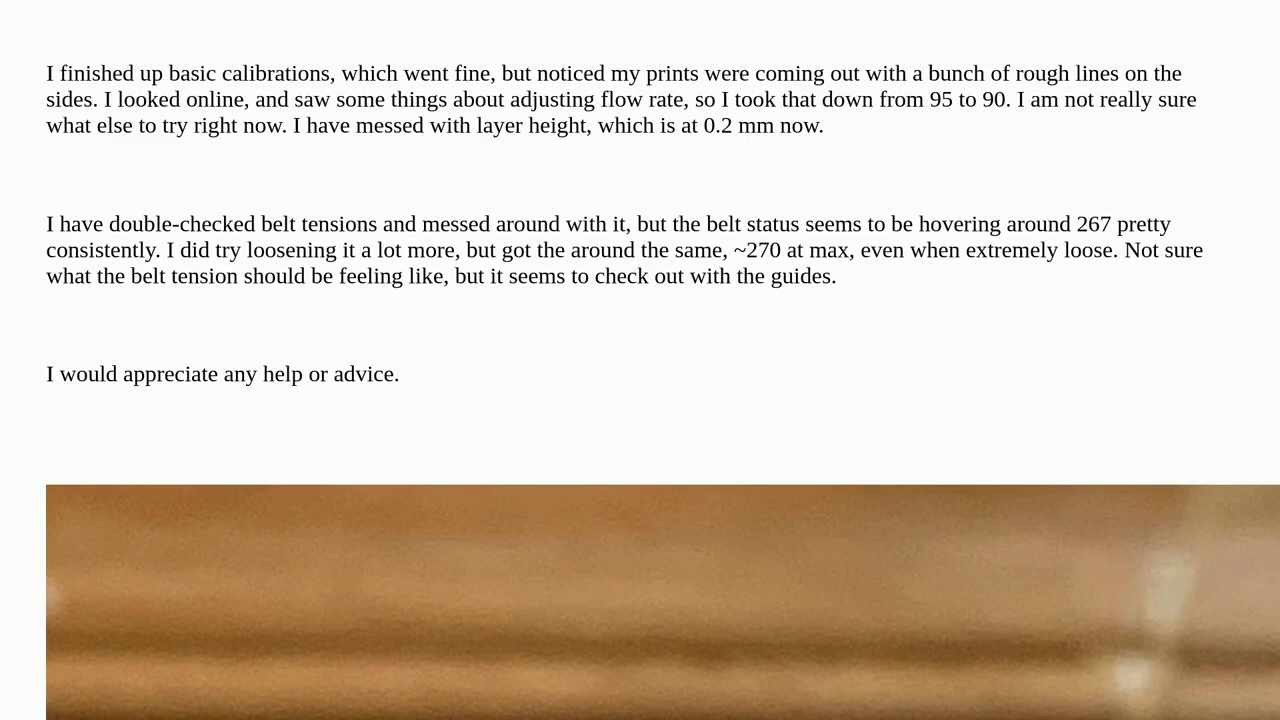 I finished up basic calibrations, which went fine, but noticed my prints were coming out with a bunch of rough lines on the
sides. I looked online, and saw some things about adjusting flow rate, so I took that down from 95 to 90. I am not really sure
what else to try right now. I have messed with layer height, which is at 0.2 mm now.
I have double-checked belt tensions and messed around with it, but the belt status seems to be hovering around 267 pretty
consistently. I did try loosening it a lot more, but got the around the same, ~270 at max, even when extremely loose. Not sure
what the belt tension should be feeling like, but it seems to check out with the guides.
I would appreciate any help or advice.